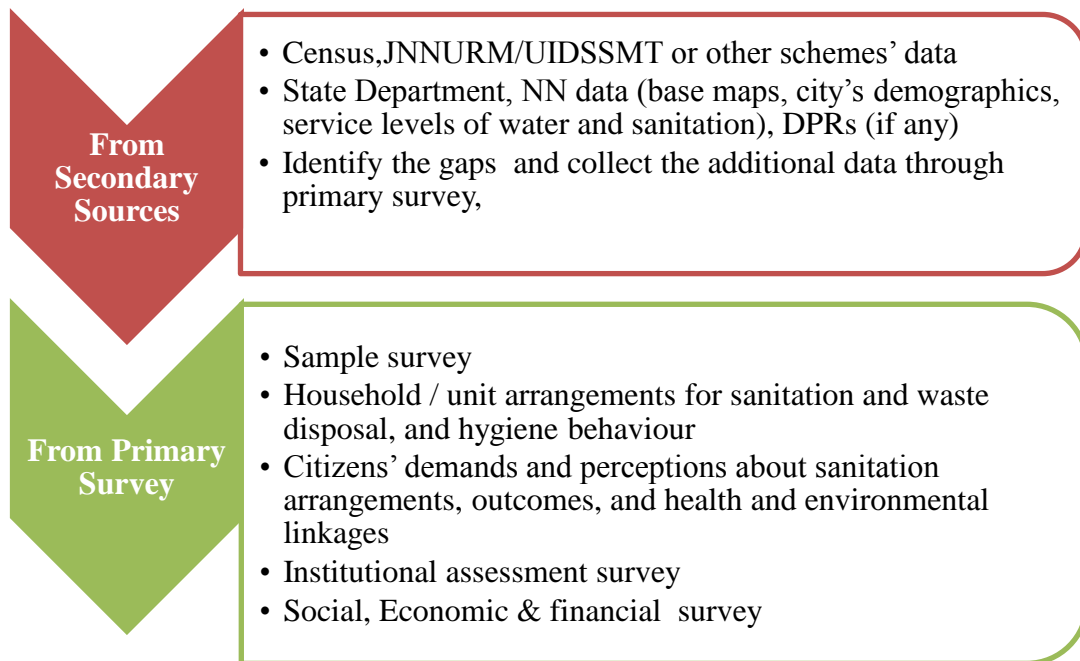 From
Secondary
Sources
• Census,JNNURM/UIDSSMT or other schemes’ data
• State Department, NN data (base maps, city’s demographics,
service levels of water and sanitation), DPRs (if any)
• Identify the gaps and collect the additional data through
primary survey,
From Primary
Survey
• Sample survey
• Household / unit arrangements for sanitation and waste
disposal, and hygiene behaviour
• Citizens’ demands and perceptions about sanitation
arrangements, outcomes, and health and environmental
linkages
• Institutional assessment survey
• Social, Economic & financial survey